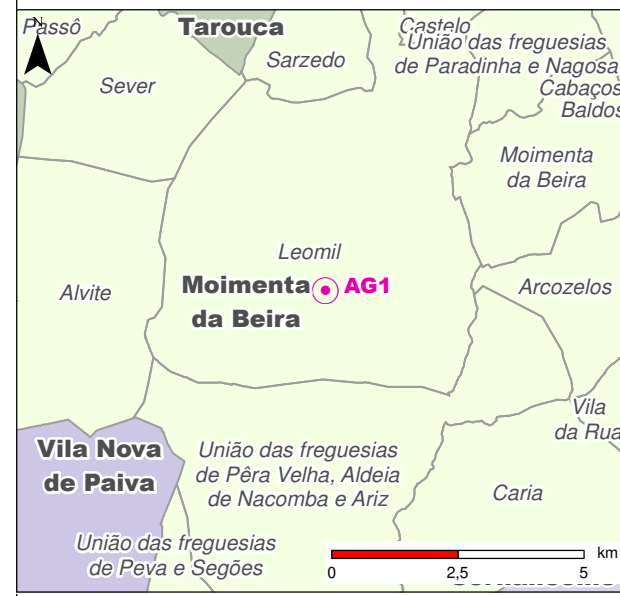 Passô
N
Tarouca
Castelo
União das freguesias
de Paradinha e Nagosa
Sarzedo
Sever
Cabaços
Baldos
Moimenta
da Beira
Leomil
Moimenta
da Beira
AG1
Alvite
Arcozelos
Vila
da Rua
Vila Nova
de Paiva
União das freguesias
de Pêra Velha, Aldeia
de Nacomba e Ariz
Caria
União das freguesias
de Peva e Segões
km
0
2,5
5